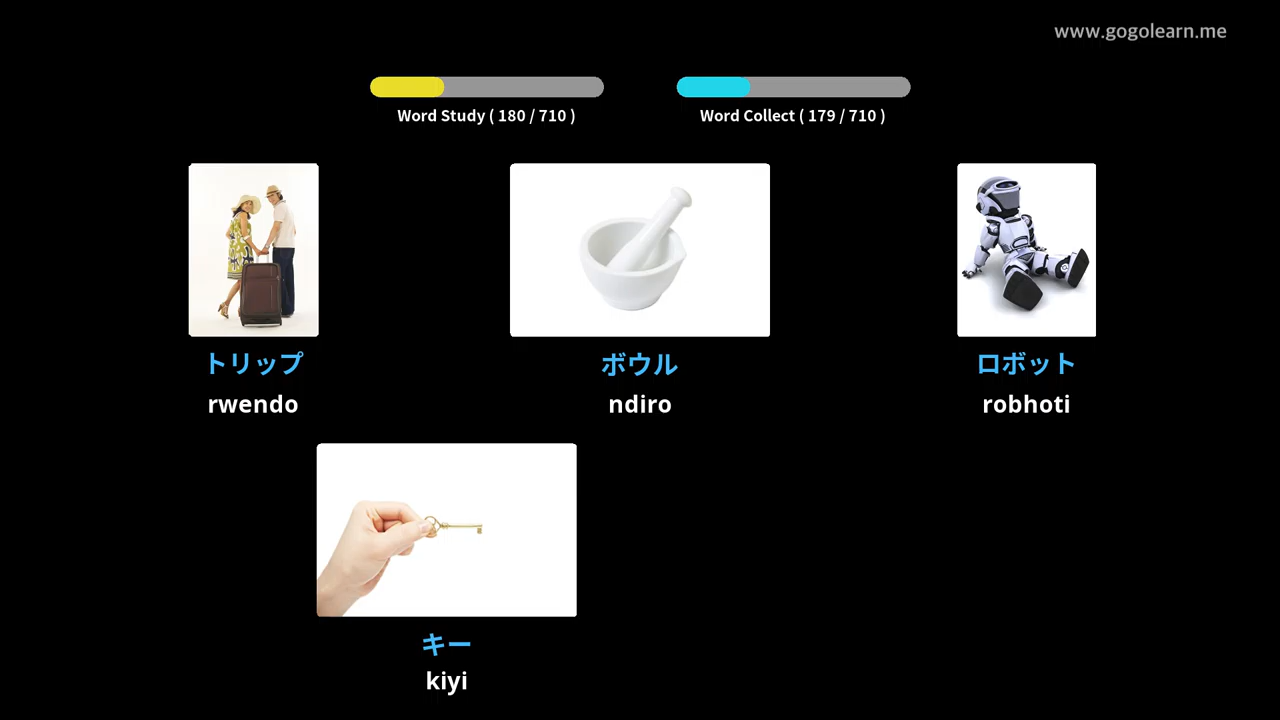 www.gogolearn.me
Word Study ( 180 / 710 )
Word Collect ( 179 / 710 )
トリップ
ボウル
ロボット
rwendo
ndiro
robhoti
キー
kiyi